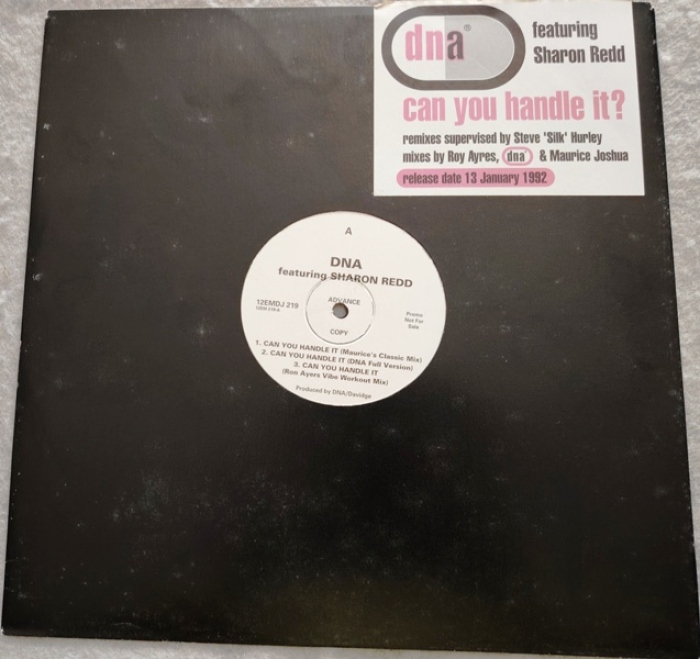 dna
featuring
Sharon Redd
can you handle it?
remixes supervised by Steve 'Silk' Hurley
mixes by Roy Ayres, dna & Maurice Joshua
release date 13 January 1992
A
DNA
featuring SHARON REDD
12EMDJ 219
ADVANCE
COPY
Promo
Not For
Sale
1. CAN YOU HANDLE IT (Maurice's Classic Mix)
2. CAN YOU HANDLE IT (DNA Full Version)
3. CAN YOU HANDLE IT
(Ron Ayers Vibe Workout Mix)
Produced by DNA/Davidge